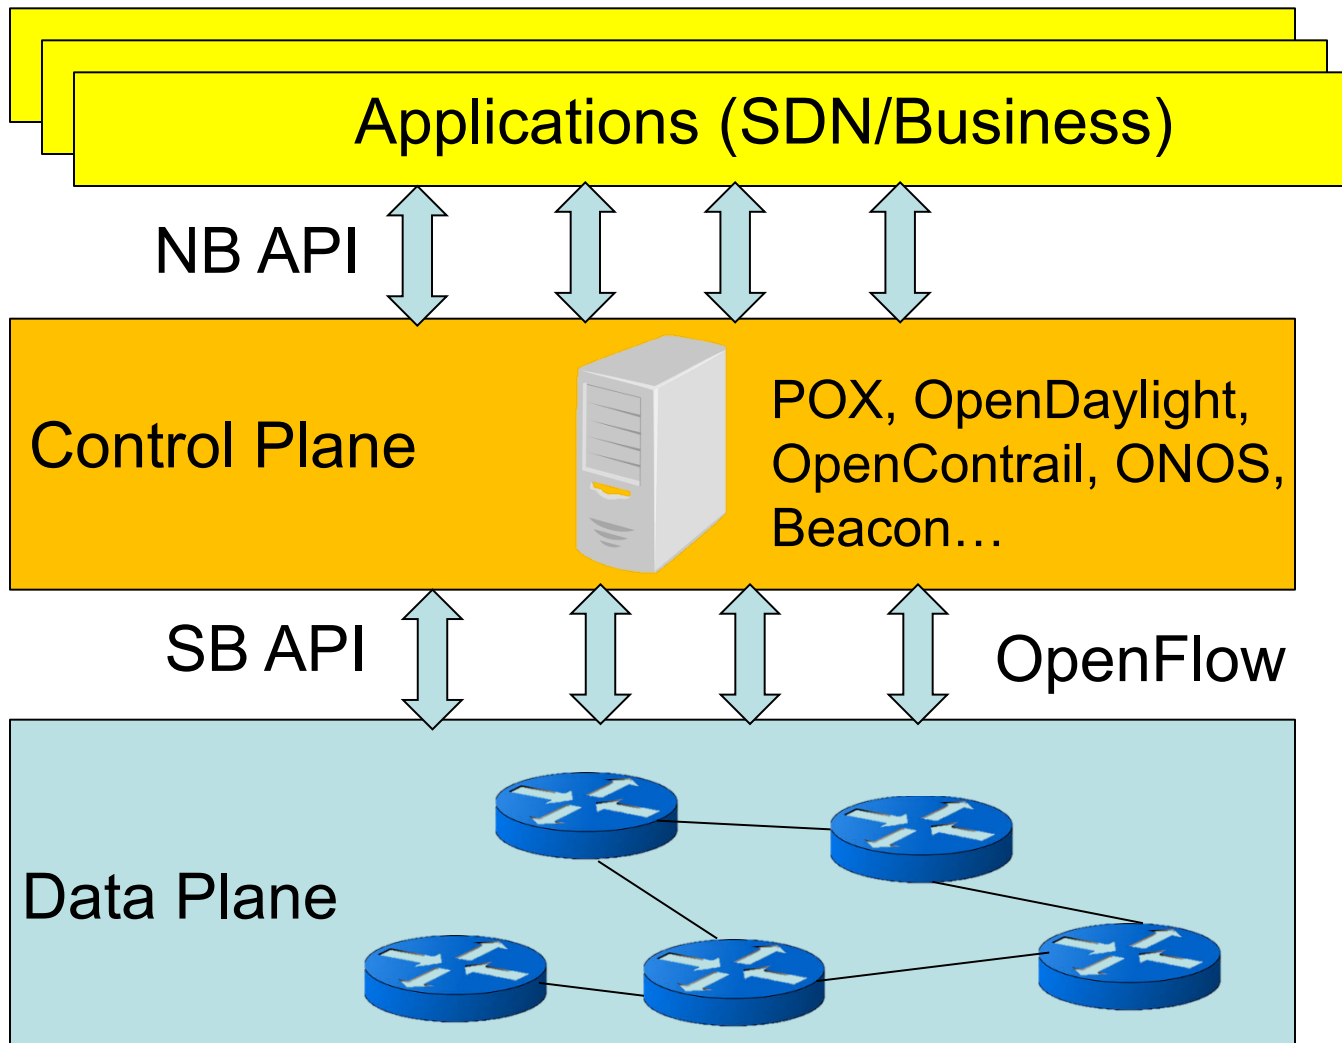 Applications (SDN/Business)
NB API
Control Plane
POX, OpenDaylight,
OpenContrail, ONOS,
Beacon…
SB API
OpenFlow
Data Plane